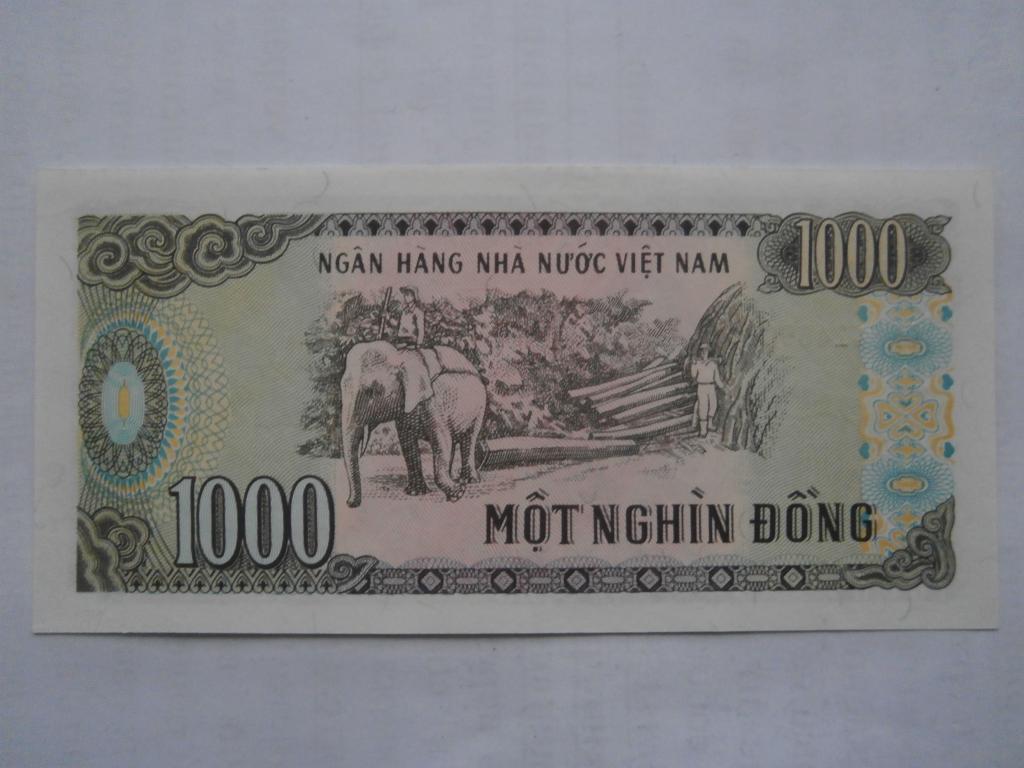 NGÂN HÀNG NHÀ NƯỚC VIỆT NAM
1000
1000
MỘT NGHÌN ĐỒNG